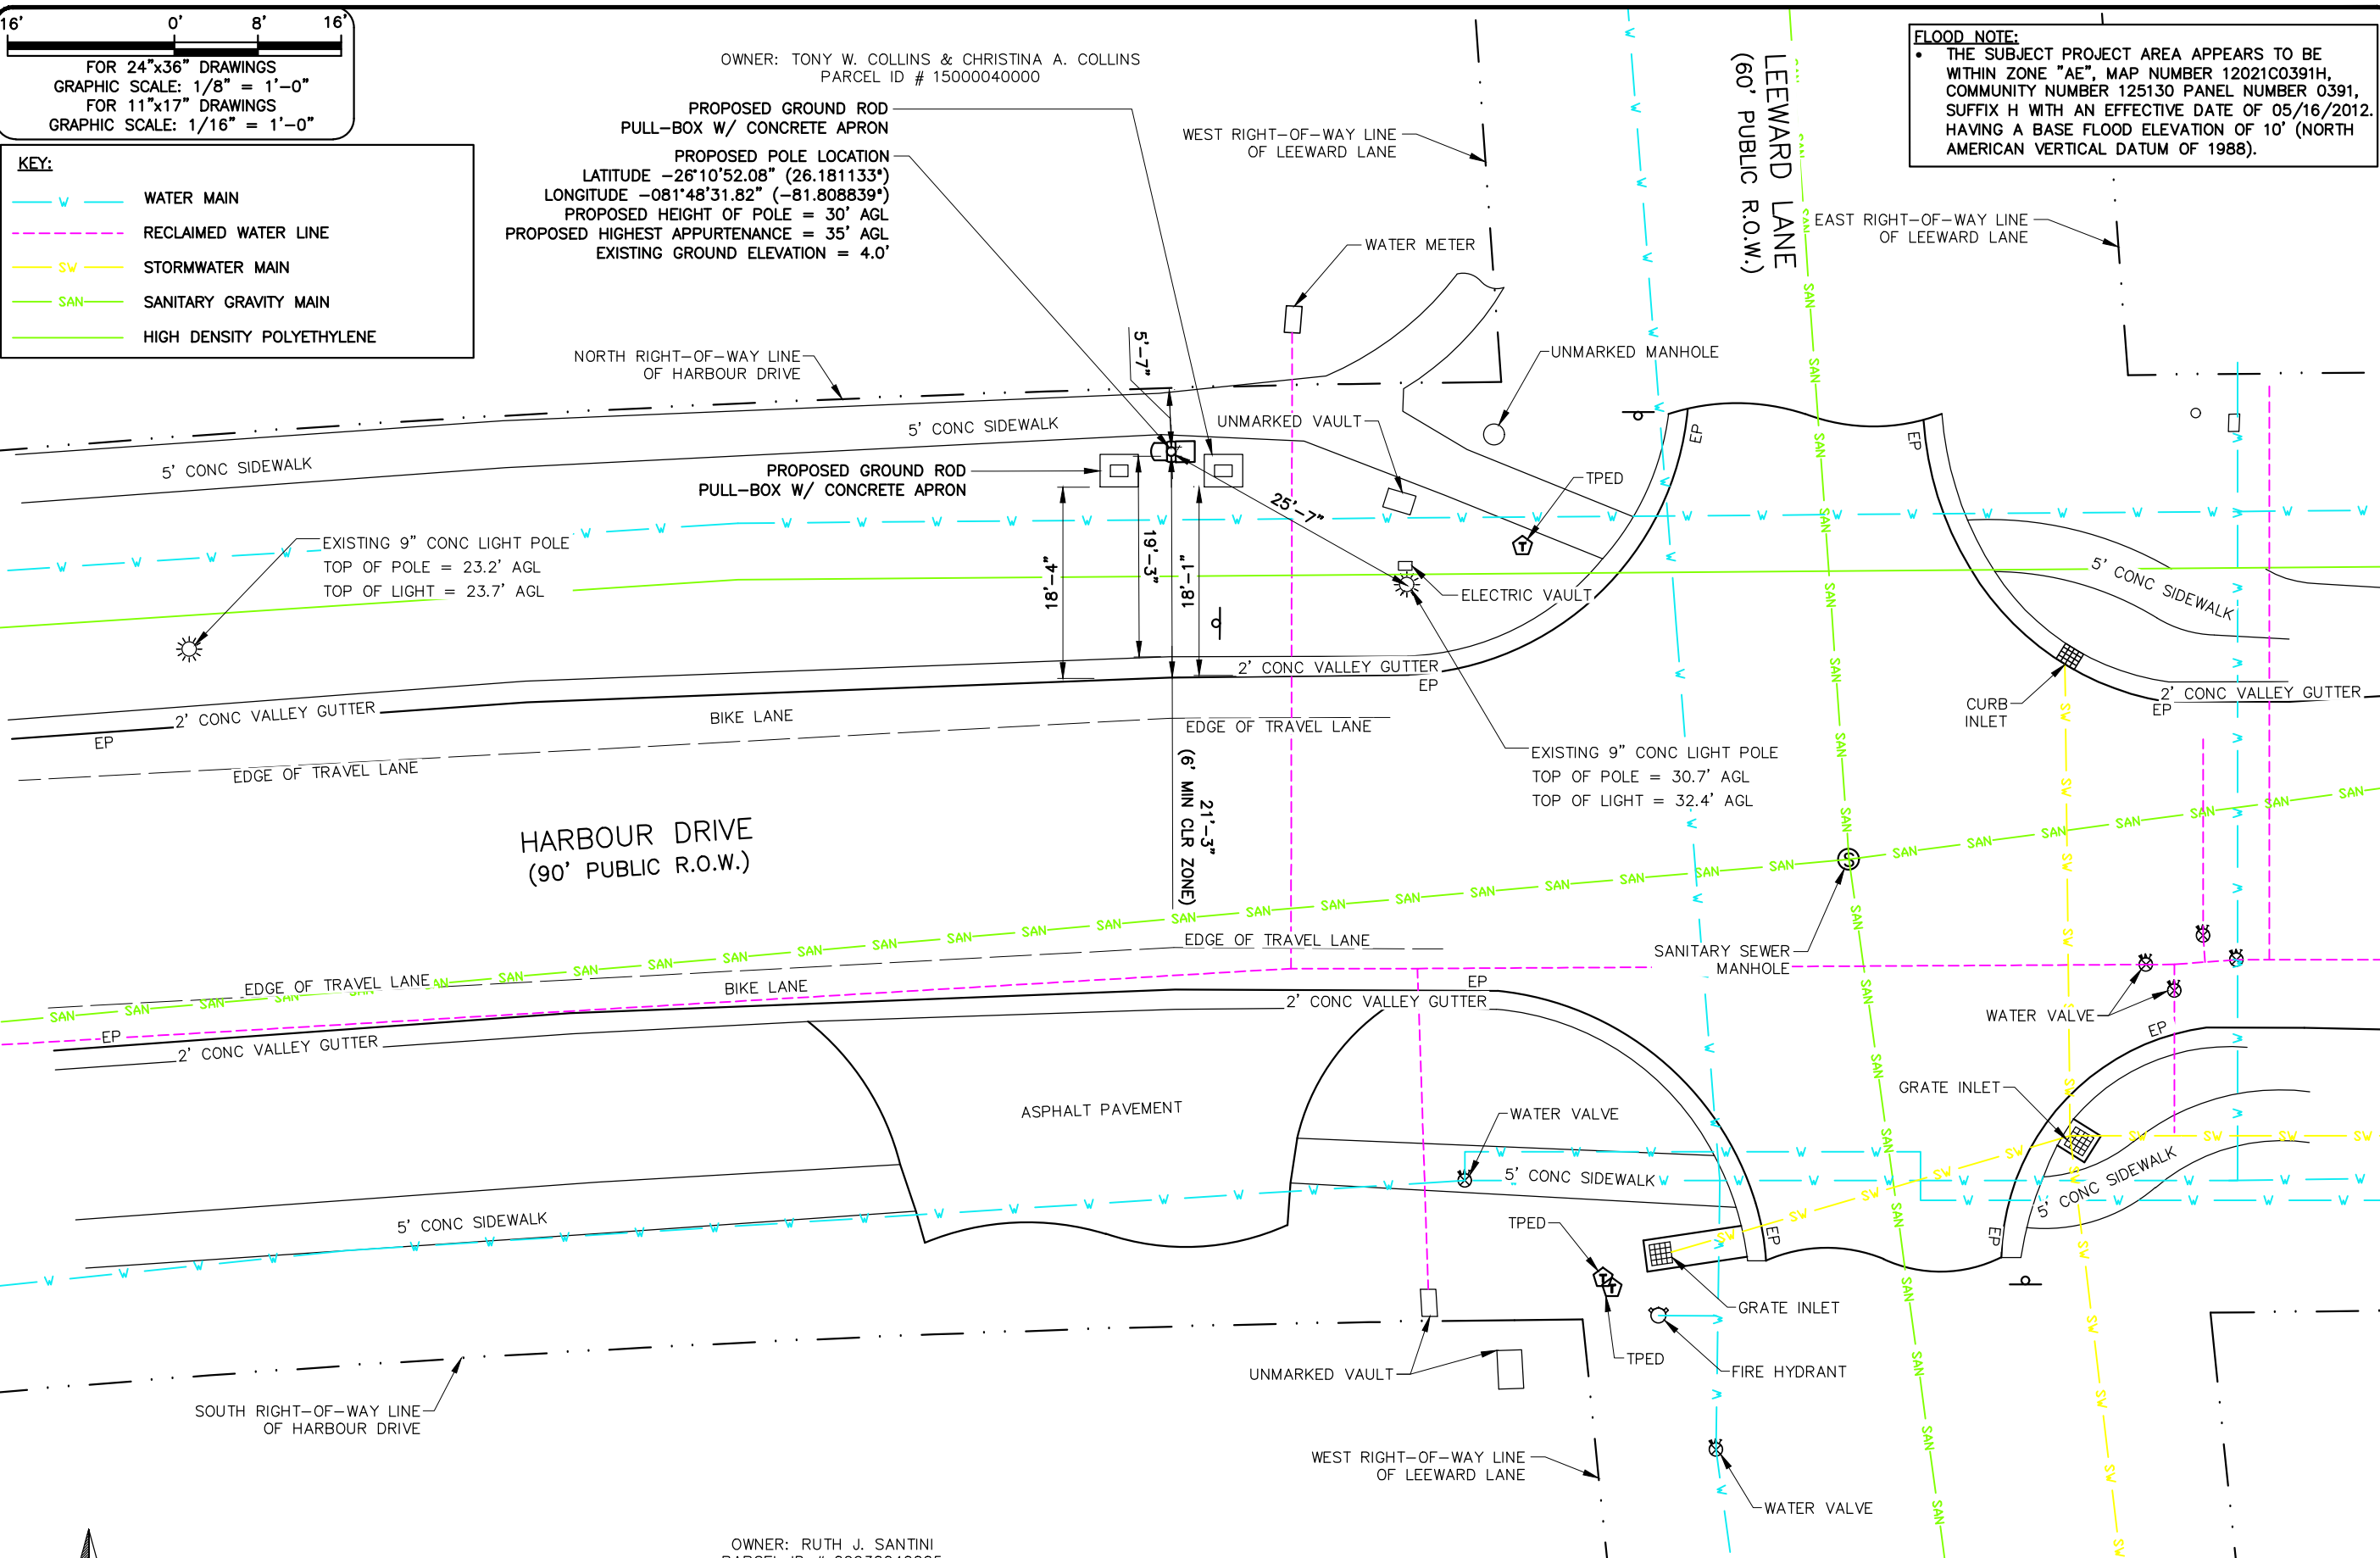 16' 0' 8' 16'
FOR 24"x36" DRAWINGS
GRAPHIC SCALE: 1/8" = 1'-0"
FOR 11"x17" DRAWINGS
GRAPHIC SCALE: 1/16" = 1'-0"
KEY:
W WATER MAIN
RECLAIMED WATER LINE
SW STORMWATER MAIN
SAN SANITARY GRAVITY MAIN
HIGH DENSITY POLYETHYLENE
OWNER: TONY W. COLLINS & CHRISTINA A. COLLINS
PARCEL ID # 15000040000
PROPOSED GROUND ROD
PULL-BOX W/ CONCRETE APRON
PROPOSED POLE LOCATION
LATITUDE -26°10'52.08" (26.181133°)
LONGITUDE -081°48'31.82" (-81.808839°)
PROPOSED HEIGHT OF POLE = 30' AGL
PROPOSED HIGHEST APPURTENANCE = 35' AGL
EXISTING GROUND ELEVATION = 4.0'
WEST RIGHT-OF-WAY LINE
OF LEEWARD LANE
LEEWARD LANE
(60' PUBLIC R.O.W.)
FLOOD NOTE:
• THE SUBJECT PROJECT AREA APPEARS TO BE
WITHIN ZONE "AE", MAP NUMBER 12021C0391H,
COMMUNITY NUMBER 125130 PANEL NUMBER 0391,
SUFFIX H WITH AN EFFECTIVE DATE OF 05/16/2012.
HAVING A BASE FLOOD ELEVATION OF 10' (NORTH
AMERICAN VERTICAL DATUM OF 1988).
EAST RIGHT-OF-WAY LINE
OF LEEWARD LANE
WATER METER
NORTH RIGHT-OF-WAY LINE
OF HARBOUR DRIVE
5'-7"
UNMARKED MANHOLE
UNMARKED VAULT
5' CONC SIDEWALK
5' CONC SIDEWALK
EP
EP
PROPOSED GROUND ROD
PULL-BOX W/ CONCRETE APRON
TPED
25'-7"
EXISTING 9" CONC LIGHT POLE
TOP OF POLE = 23.2' AGL
TOP OF LIGHT = 23.7' AGL
18'-4"
19'-3"
18'-1"
ELECTRIC VAULT
5' CONC SIDEWALK
2' CONC VALLEY GUTTER
EP
2' CONC VALLEY GUTTER
EP
BIKE LANE
EDGE OF TRAVEL LANE
EDGE OF TRAVEL LANE
CURB
INLET
2' CONC VALLEY GUTTER
EP
21'-3"
(6' MIN CLR ZONE)
EXISTING 9" CONC LIGHT POLE
TOP OF POLE = 30.7' AGL
TOP OF LIGHT = 32.4' AGL
HARBOUR DRIVE
(90' PUBLIC R.O.W.)
EDGE OF TRAVEL LANE
EDGE OF TRAVEL LANE
BIKE LANE
SANITARY SEWER
MANHOLE
S
EP
2' CONC VALLEY GUTTER
EP
2' CONC VALLEY GUTTER
WATER VALVE
EP
GRATE INLET
ASPHALT PAVEMENT
WATER VALVE
5' CONC SIDEWALK
5' CONC SIDEWALK
5' CONC SIDEWALK
TPED
EP
EP
GRATE INLET
TPED
FIRE HYDRANT
UNMARKED VAULT
SOUTH RIGHT-OF-WAY LINE
OF HARBOUR DRIVE
WEST RIGHT-OF-WAY LINE
OF LEEWARD LANE
WATER VALVE
OWNER: RUTH J. SANTINI